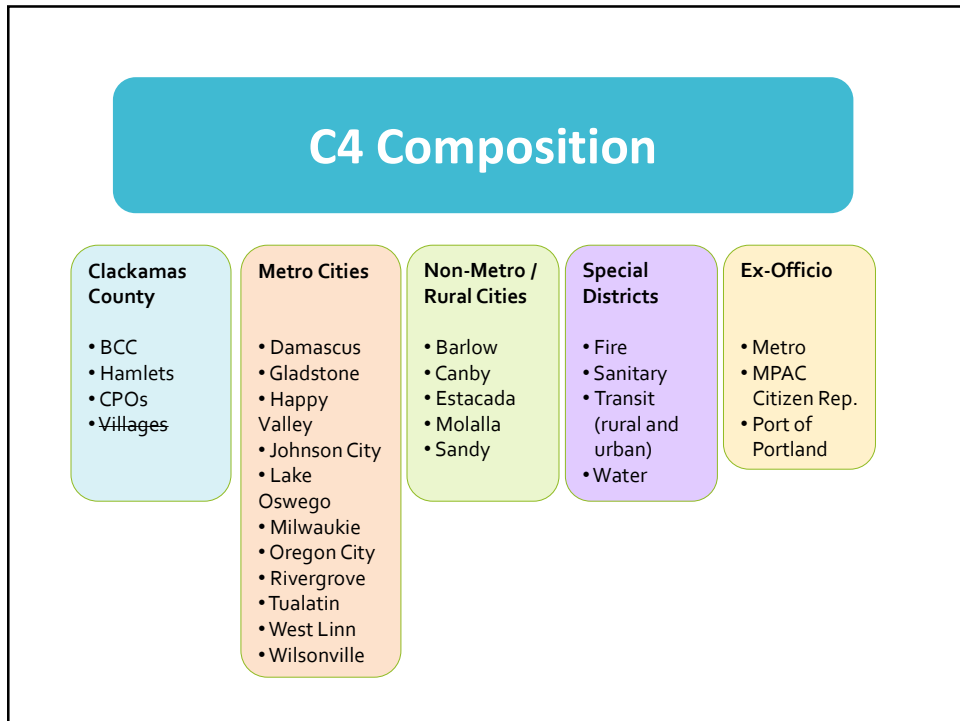 C4 Composition
Clackamas
County
• BCC
• Hamlets
• CPOs
• Villages
Metro Cities
• Damascus
• Gladstone
• Happy
Valley
• Johnson City
• Lake
Oswego
• Milwaukie
• Oregon City
• Rivergrove
• Tualatin
• West Linn
• Wilsonville
Non-Metro /
Rural Cities
• Barlow
• Canby
• Estacada
• Molalla
• Sandy
Special
Districts
• Fire
• Sanitary
• Transit
(rural and
urban)
• Water
Ex-Officio
• Metro
• MPAC
Citizen Rep.
• Port of
Portland